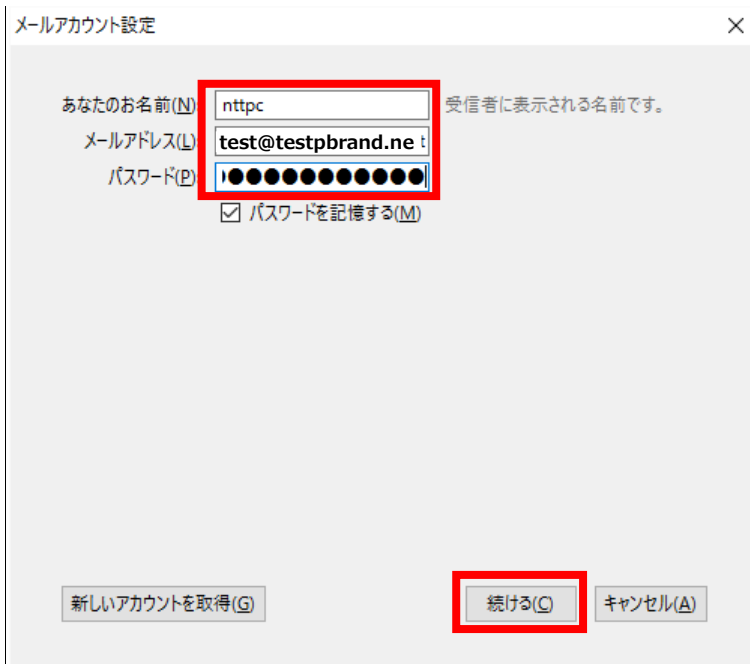 メールアカウント設定
あなたのお名前(N): nttpc 受信者に表示される名前です。
メールアドレス(L): test@testpbrand.ne t
パスワード(P): ●●●●●●●●●●●
パスワードを記憶する(M)
新しいアカウントを取得(G) 続ける(C) キャンセル(A)